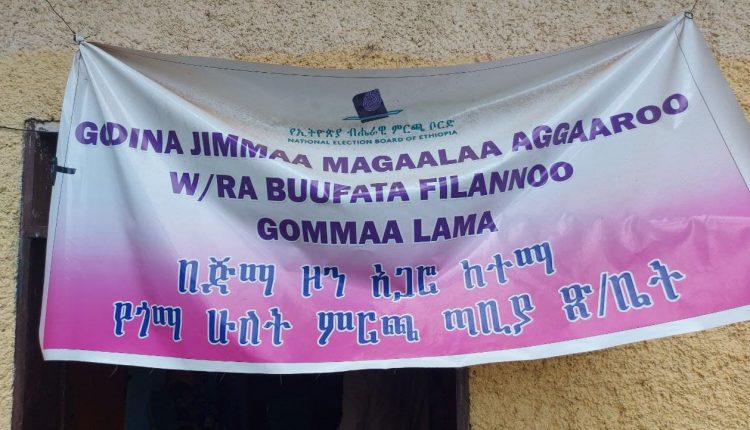 የኢትዮጵያ ብሔራዊ ምርጫ ቦርድ
NATIONAL ELECTION BOARD OF ETHIOPIA
GODINA JIMMAA MAGAALAA AGGAAROO
W/RA BUUFATA FILANNOO
GOMMAA LAMA
በጅማ ዞን አጋሮ ከተማ
የጎማ ሁለት ምርጫ ጣቢያ ጽ/ቤት